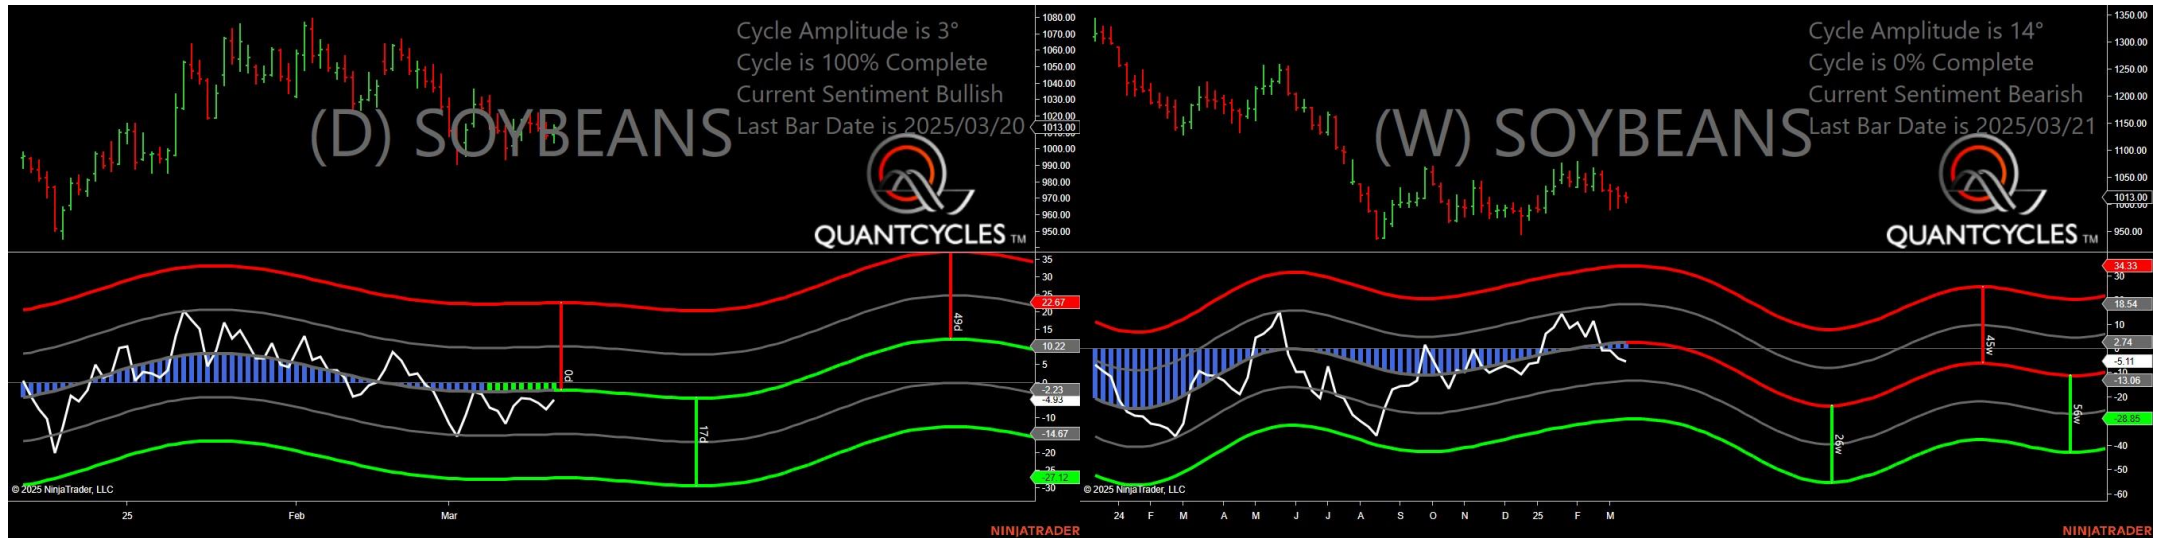 Cycle Amplitude is 3°
Cycle is 100% Complete
Current Sentiment Bullish
Last Bar Date is 2025/03/20
(D) SOYBEANS
QUANTCYCLES TM
1080.00
1070.00
1060.00
1050.00
1040.00
1030.00
1020.00
1013.00
1000.00
990.00
980.00
970.00
960.00
950.00
35
30
22.67
20
15
10.22
5
-2.23
-4.93
-10
-14.67
-20
-27.12
-30
0d
17d
49d
© 2025 NinjaTrader, LLC
25
Feb
Mar
NINJATRADER
Cycle Amplitude is 14°
Cycle is 0% Complete
Current Sentiment Bearish
Last Bar Date is 2025/03/21
(W) SOYBEANS
QUANTCYCLES TM
1350.00
1300.00
1250.00
1200.00
1150.00
1100.00
1050.00
1013.00
950.00
34.33
30
18.54
10
2.74
-5.11
-13.06
-20
-28.85
-40
-50
-60
26w
45w
56w
© 2025 NinjaTrader, LLC
24
F
M
A
M
J
J
A
S
O
N
D
25
F
M
NINJATRADER